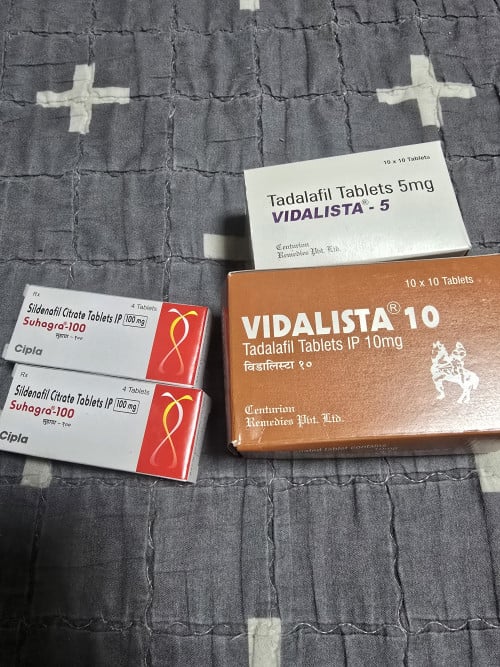 10 x 10 Tablets
Tadalafil Tablets 5mg
VIDALISTA® - 5
Centurion
Remedies Pvt. Ltd.
10 x 10 Tablets
VIDALISTA® 10
Tadalafil Tablets IP 10mg
विडालिस्टा १०
Centurion
Remedies Pvt. Ltd.
Rx
4 Tablets
Sildenafil Citrate Tablets IP 100 mg
Suhagra®-100
सुहाग्रा - १००
Cipla
Rx
4 Tablets
Sildenafil Citrate Tablets IP 100 mg
Suhagra®-100
सुहाग्रा - १००
Cipla